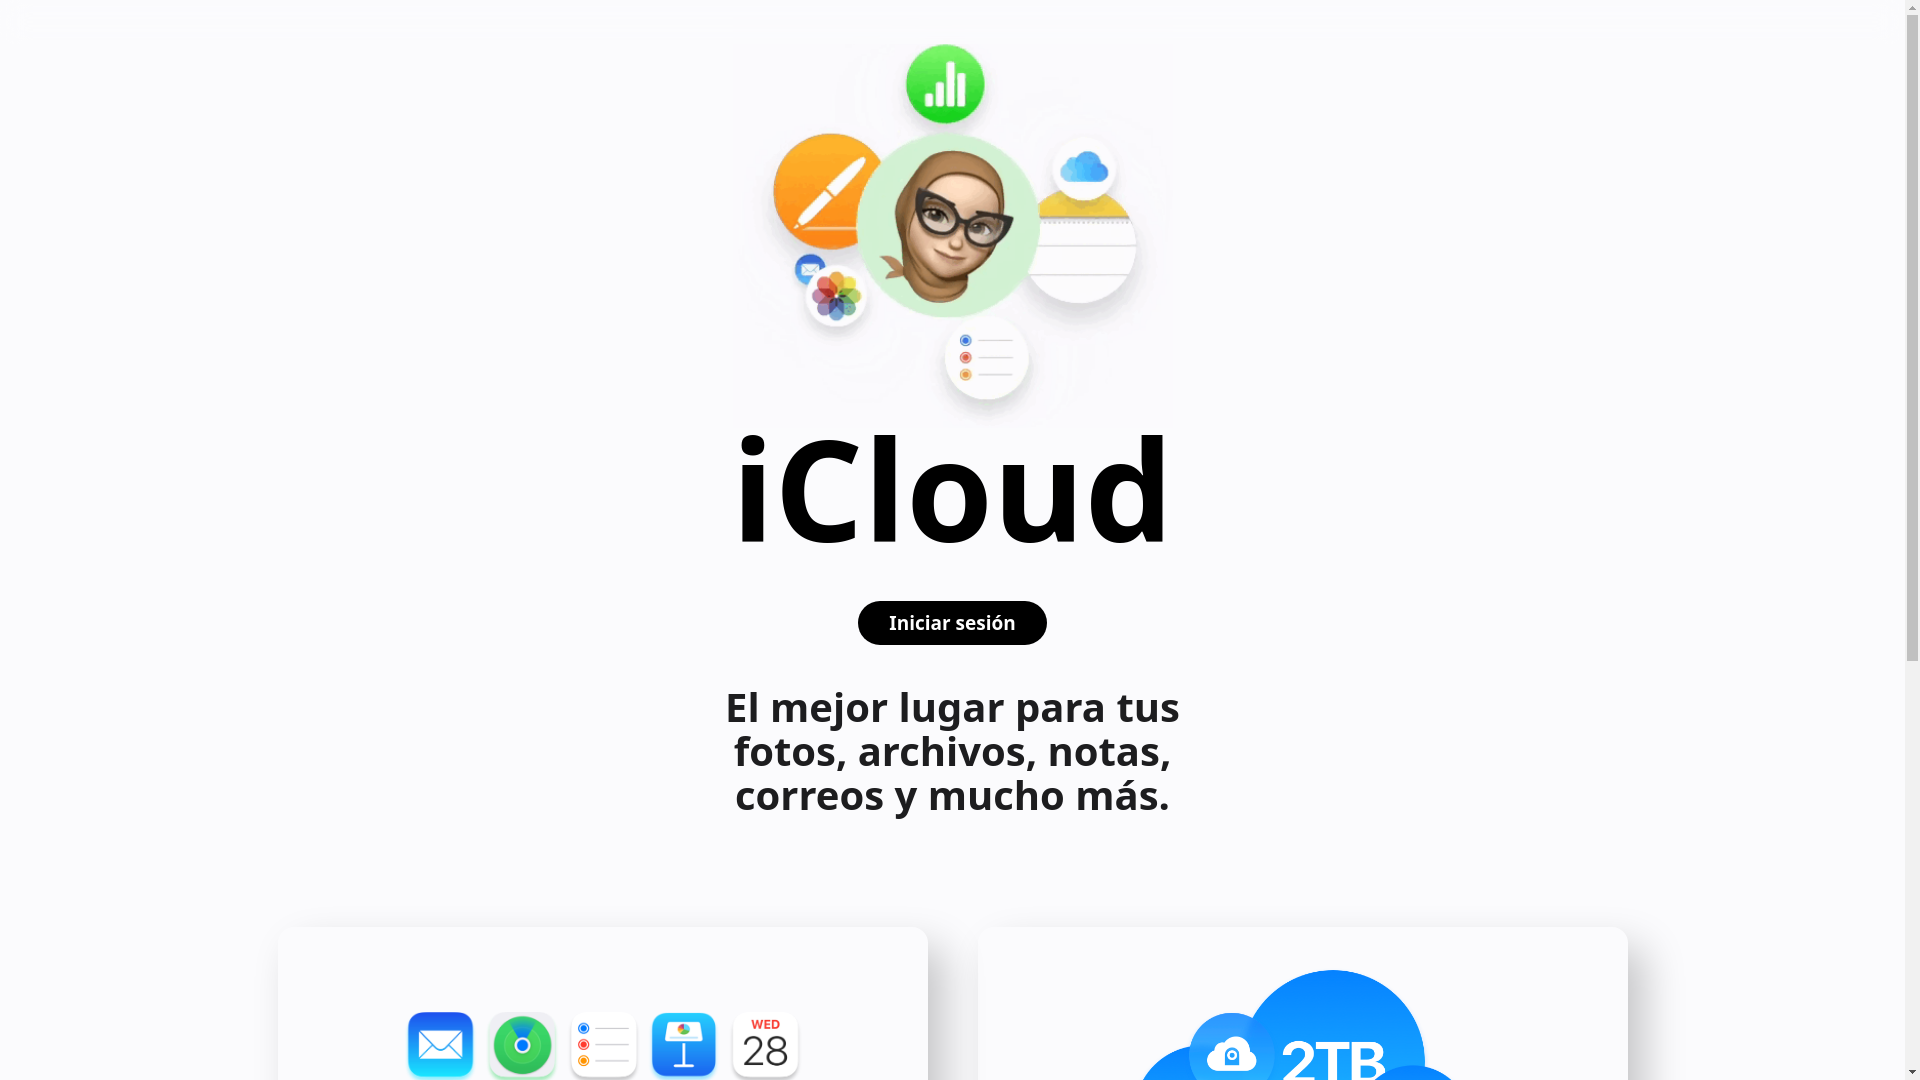 iCloud
Iniciar sesión
El mejor lugar para tus
fotos, archivos, notas,
correos y mucho más.
WED
28
2TB